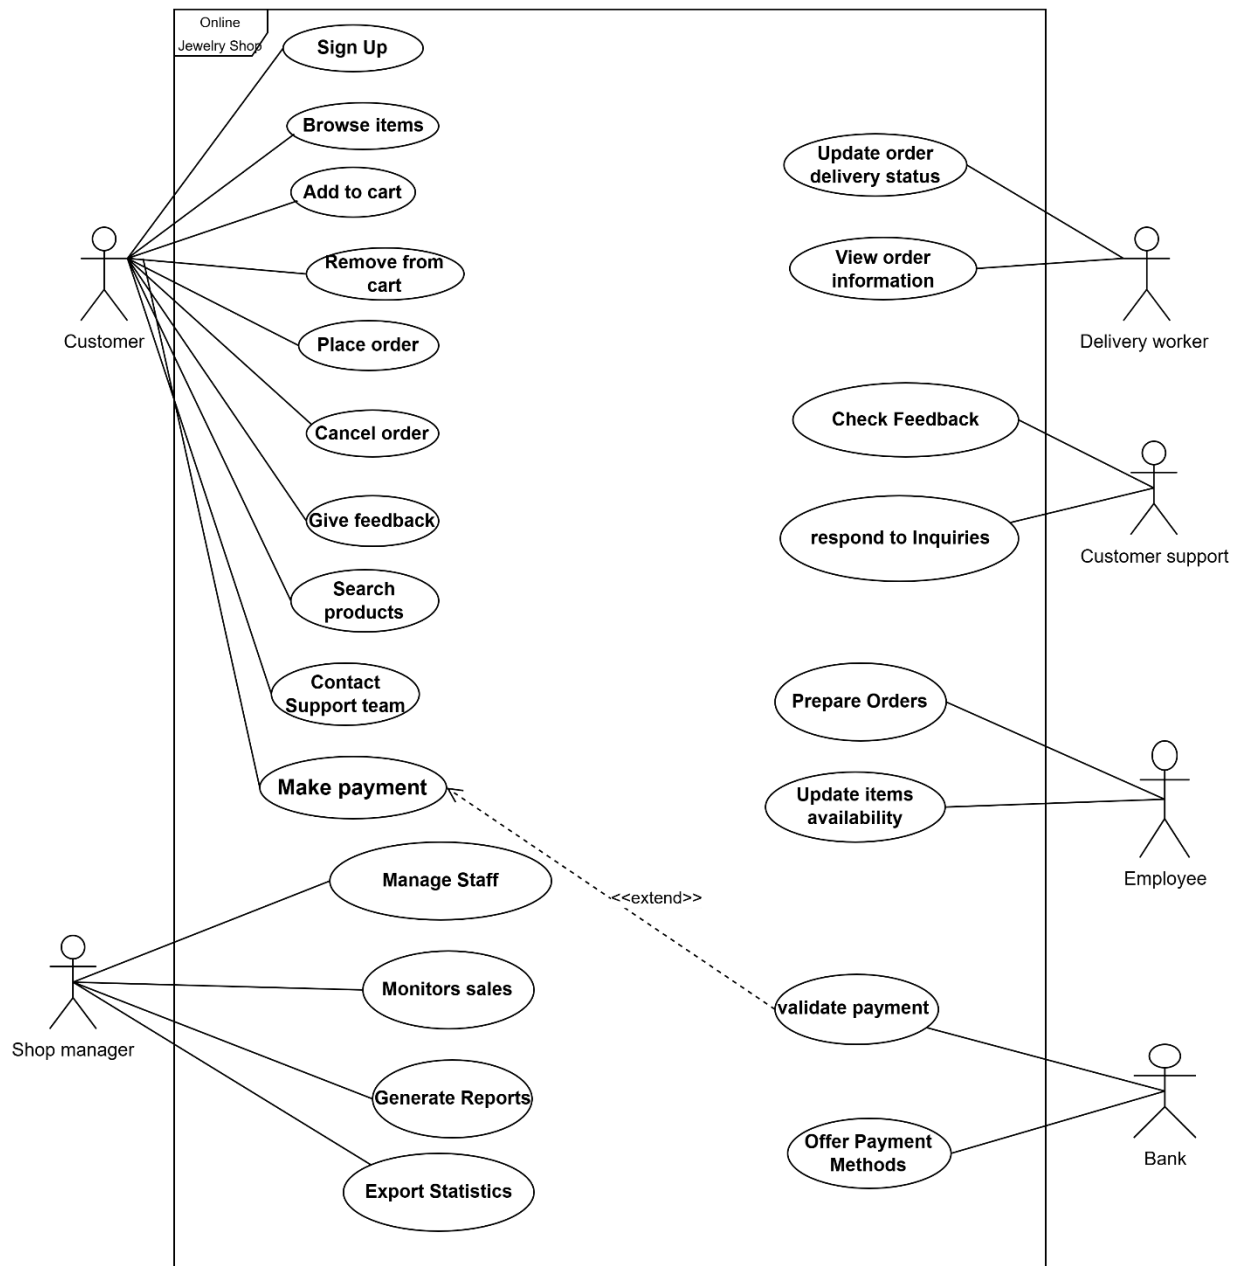 Online
Jewelry Shop
Sign Up
Browse items
Add to cart
Remove from
cart
Place order
Cancel order
Give feedback
Search
products
Contact
Support team
Make payment
Customer
Manage Staff
Monitors sales
Generate Reports
Export Statistics
Shop manager
<<extend>>
Update order
delivery status
View order
information
Delivery worker
Check Feedback
respond to Inquiries
Customer support
Prepare Orders
Update items
availability
Employee
validate payment
Offer Payment
Methods
Bank